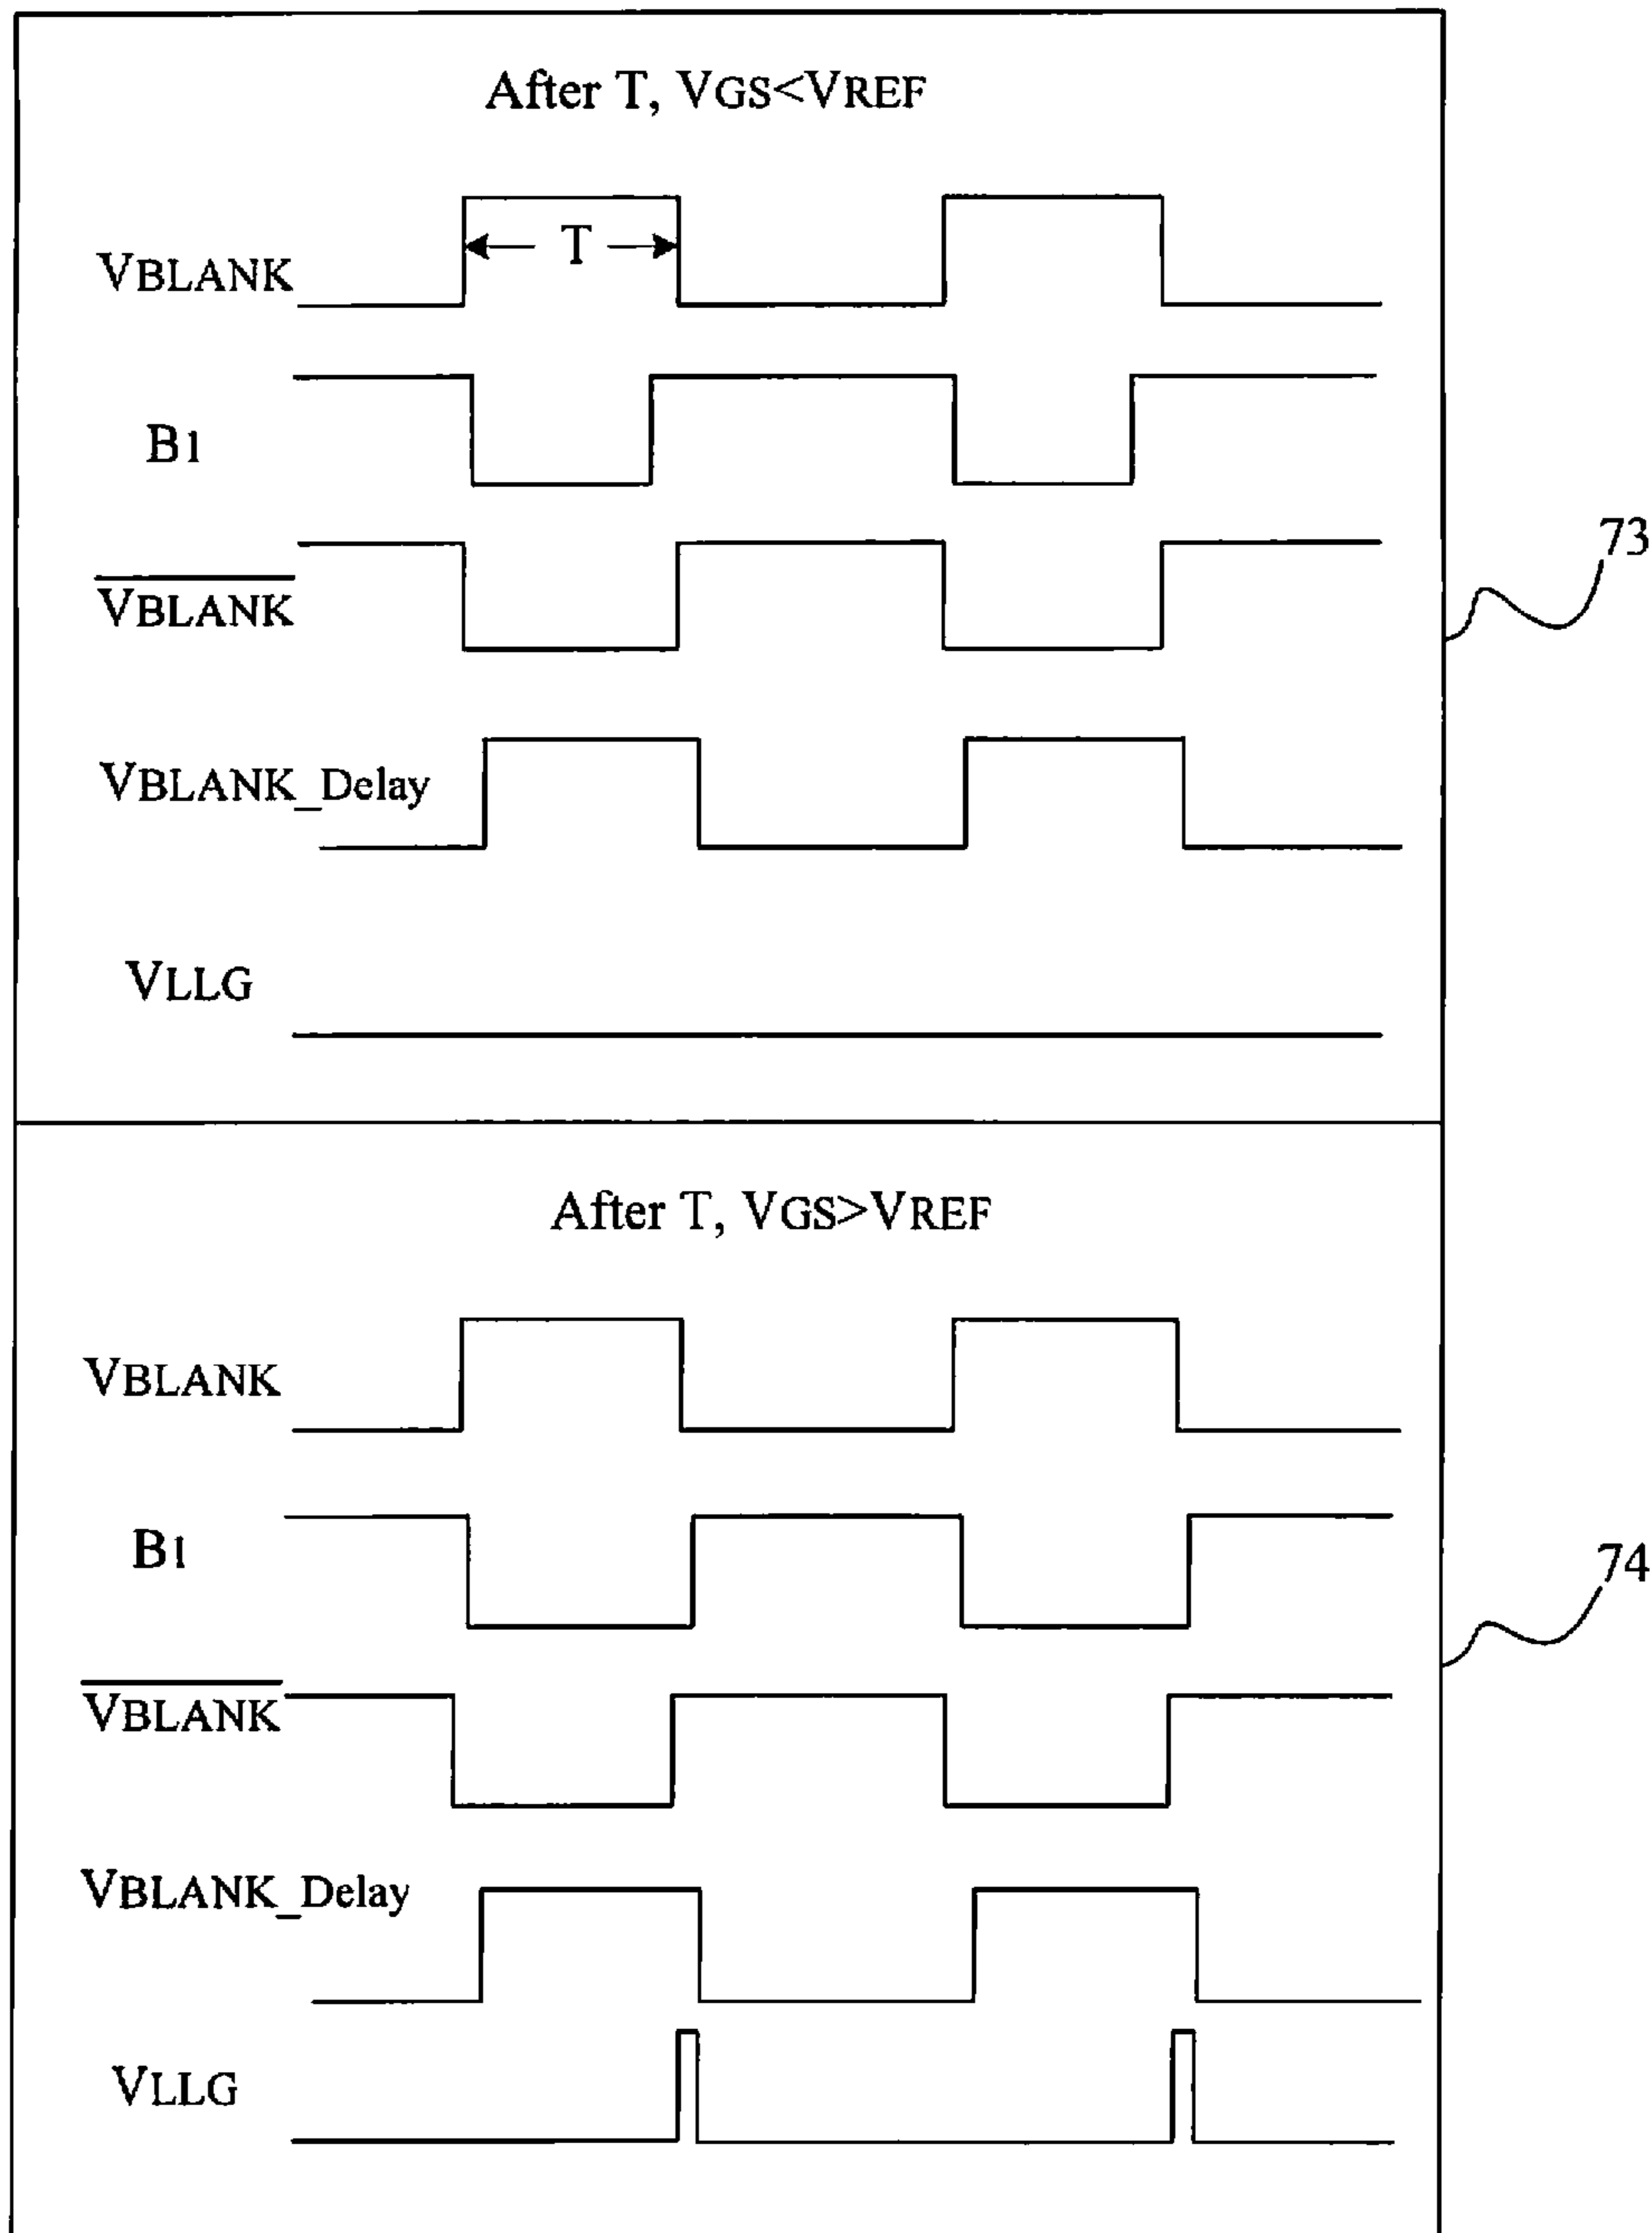 After T, VGS<VREF
VBLANK
T
B1
VBLANK
VBLANK_Delay
VLLG
73
After T, VGS>VREF
VBLANK
B1
VBLANK
VBLANK_Delay
VLLG
74